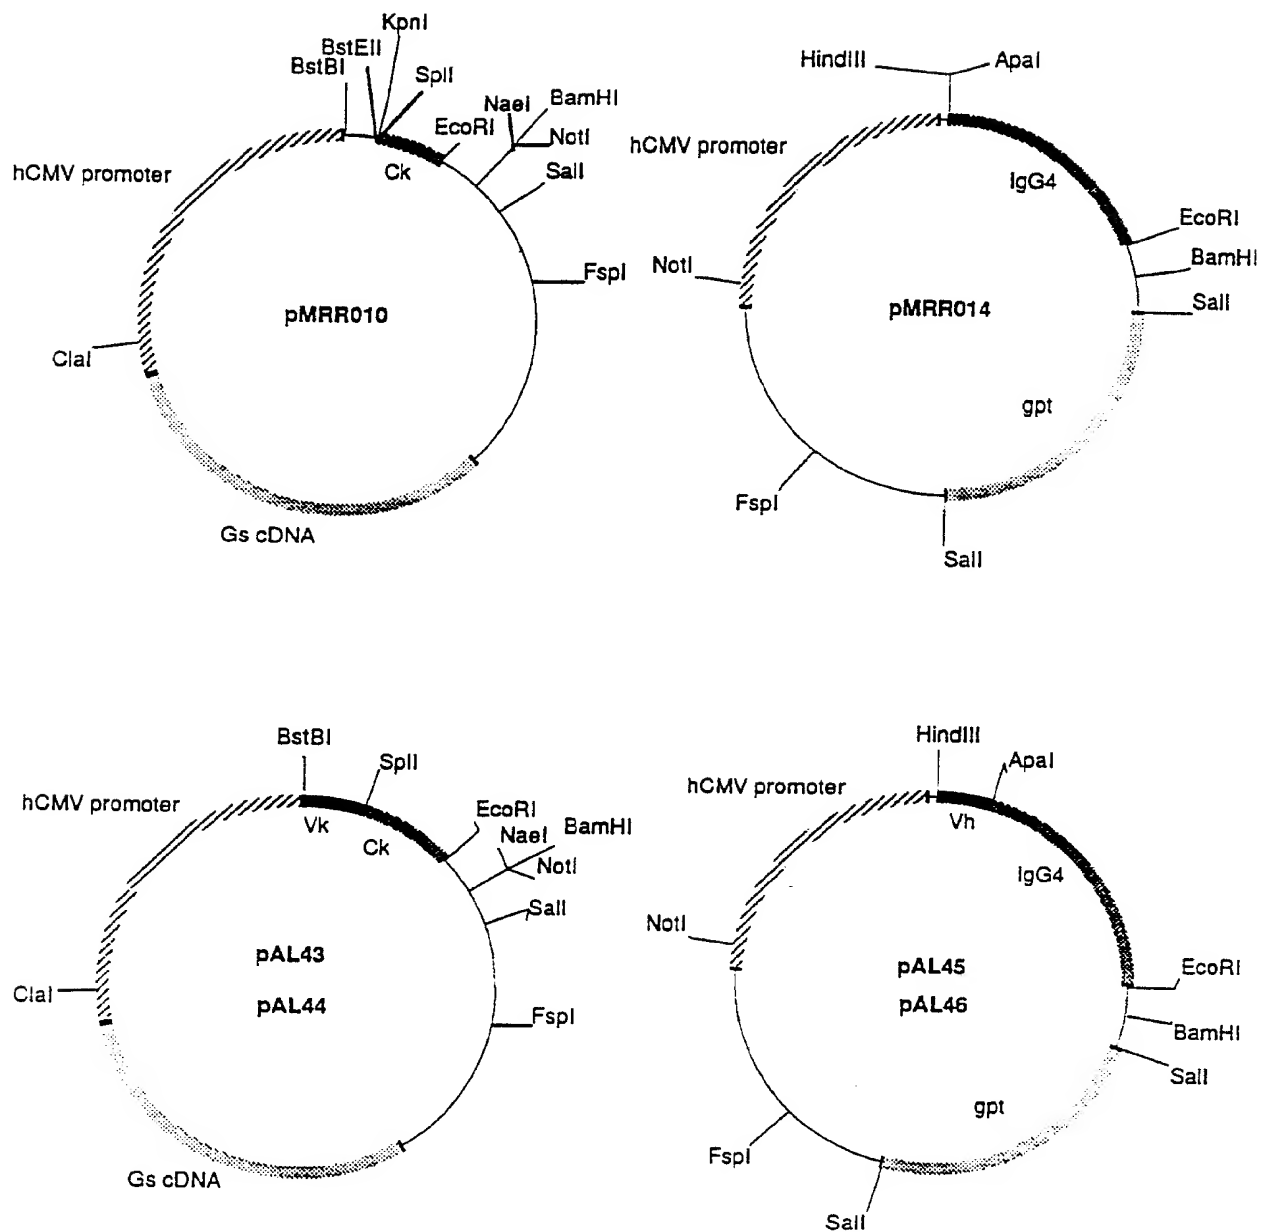 KpnI
BstEII
BstBI
SplI
NaeI
BamHI
EcoRI
NotI
SalI
hCMV promoter
Ck
FspI
pMRR010
ClaI
Gs cDNA
HindIII
ApaI
hCMV promoter
IgG4
EcoRI
BamHI
NotI
SalI
pMRR014
gpt
FspI
SalI
BstBI
SplI
hCMV promoter
Vk
Ck
EcoRI
NaeI
BamHI
NotI
SalI
pAL43
pAL44
ClaI
FspI
Gs cDNA
HindIII
ApaI
hCMV promoter
Vh
IgG4
NotI
pAL45
pAL46
EcoRI
BamHI
SalI
gpt
FspI
SalI